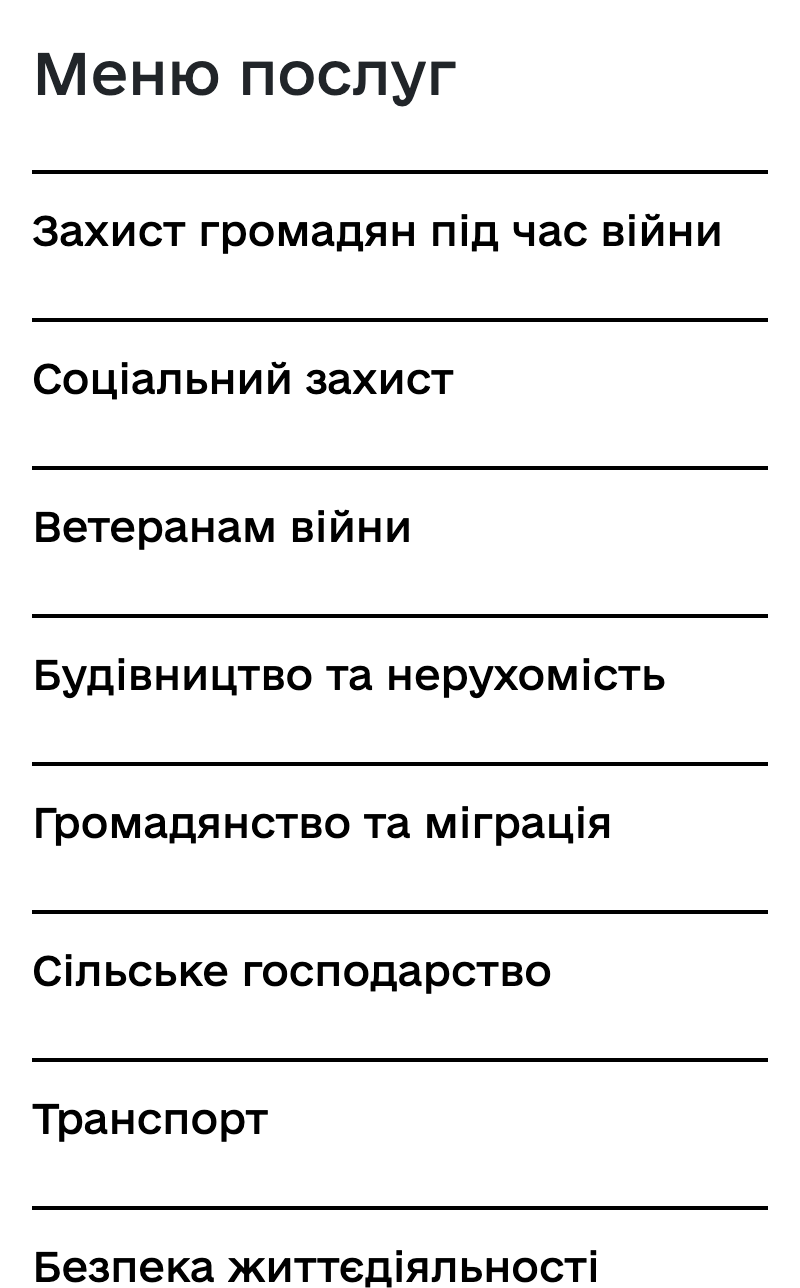 Меню послуг
Захист громадян під час війни
Соціальний захист
Ветеранам війни
Будівництво та нерухомість
Громадянство та міграція
Сільське господарство
Транспорт
Безпека життєдіяльності